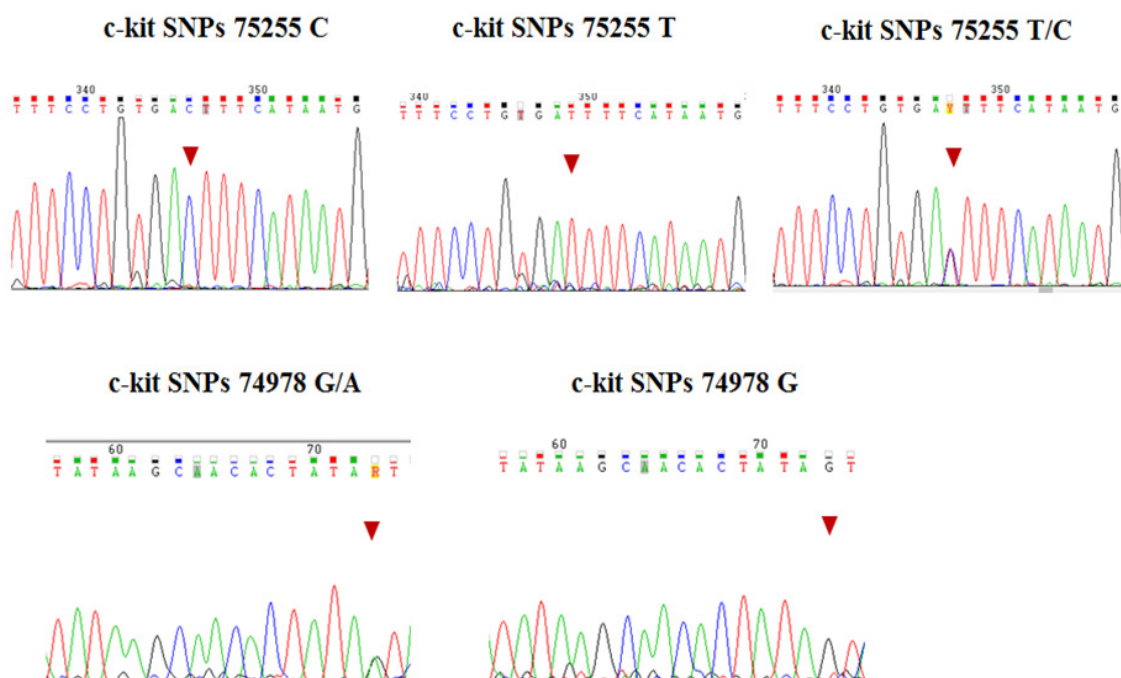 c-kit SNPs 75255 C
340 350
T T T C C T G T G A C T T T C A T A A T G
c-kit SNPs 75255 T
340 350
T T T C C T G T G A T T T T C A T A A T G
c-kit SNPs 75255 T/C
340 350
T T T C C T G T G A Y T T T C A T A A T G
c-kit SNPs 74978 G/A
60 70
T A T A A G C A A C A C T A T A R T
c-kit SNPs 74978 G
60 70
T A T A A G C A A C A C T A T A G T